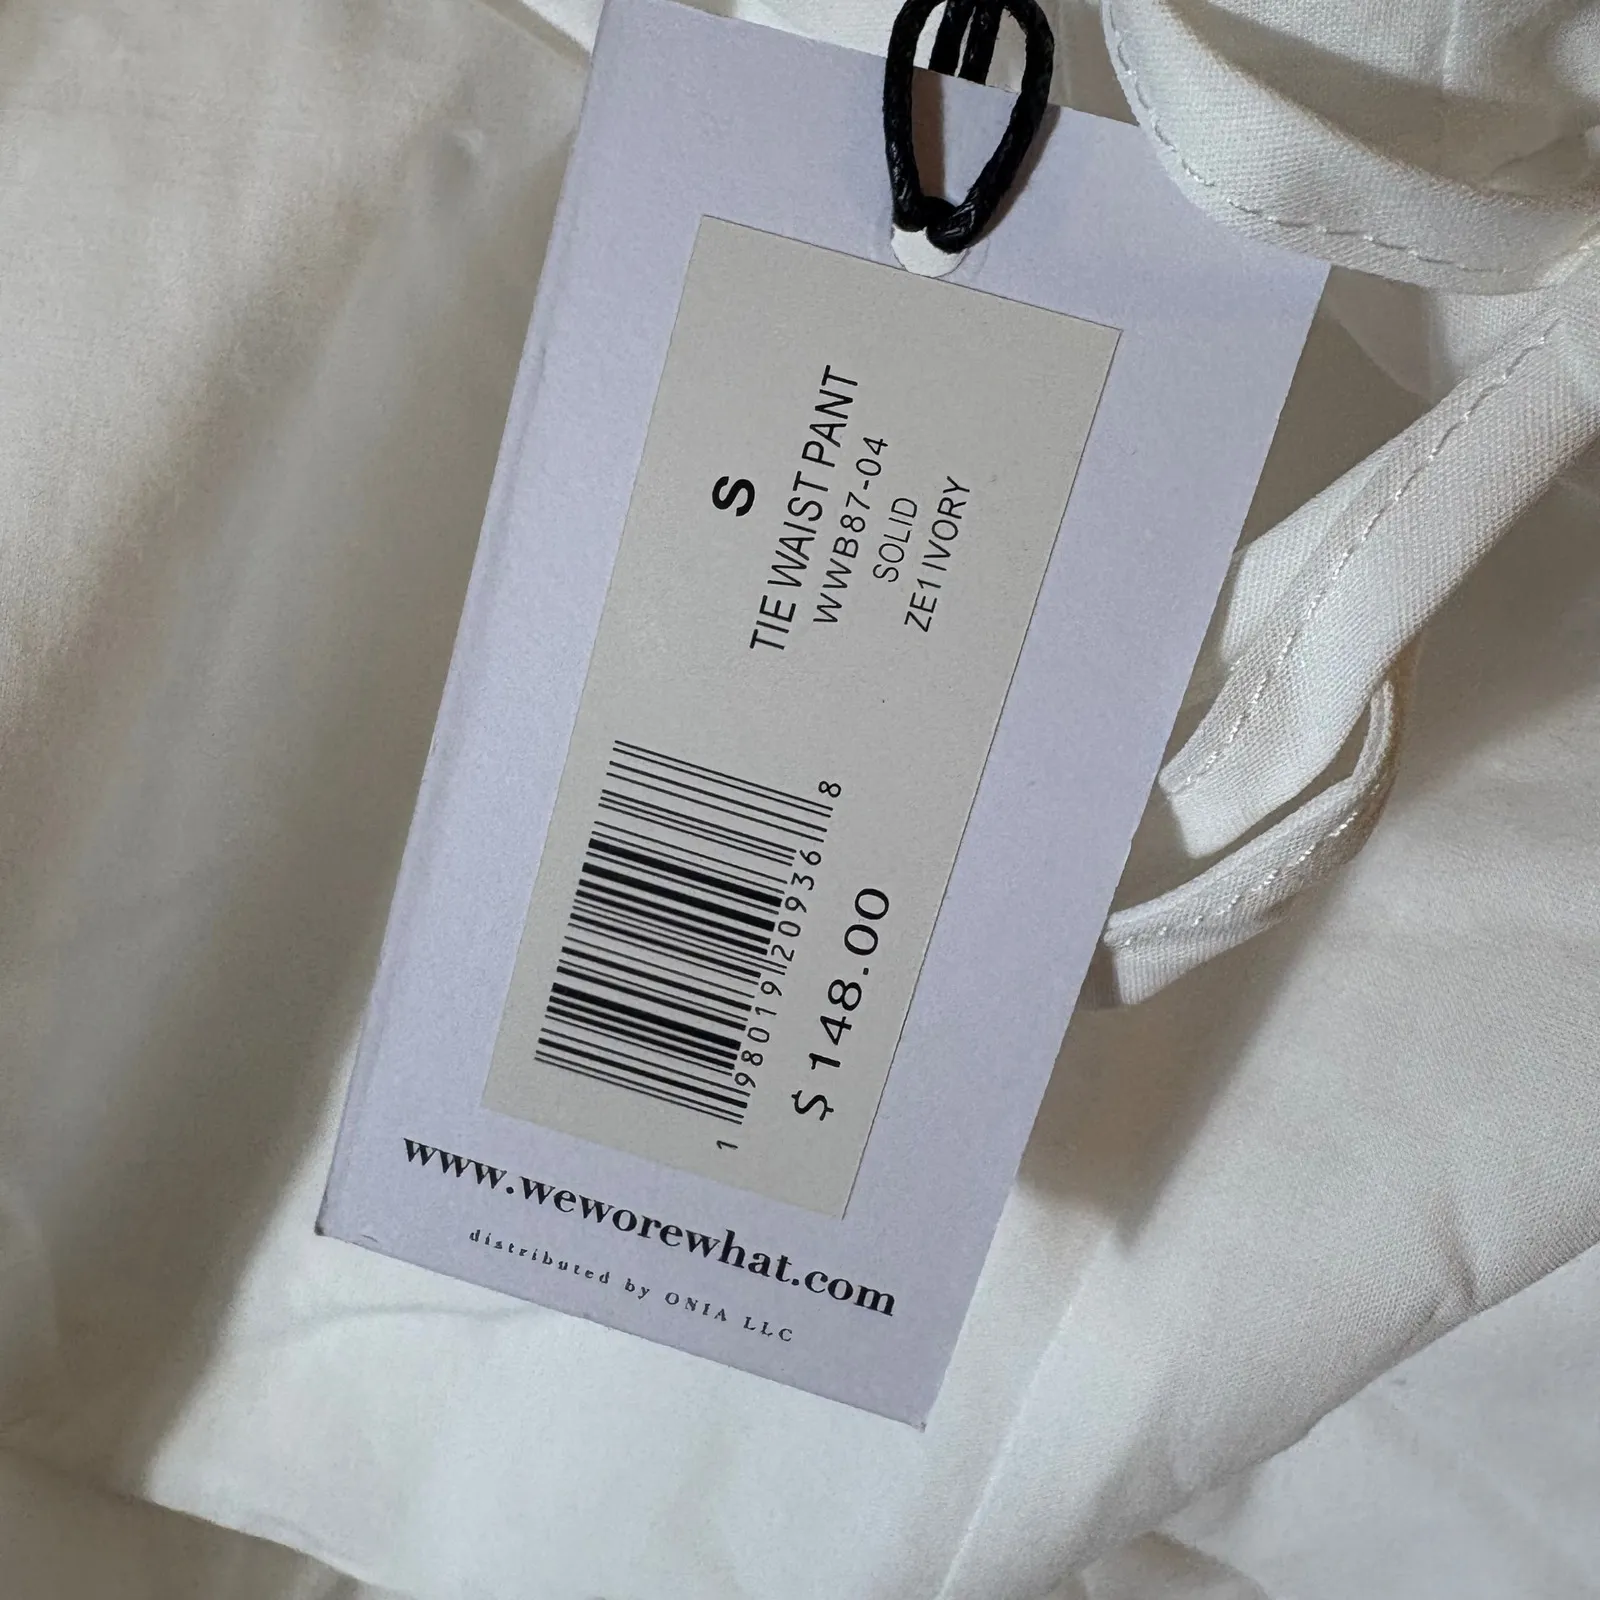 S
TIE WAIST PANT
WWB87-04
SOLID
ZE1 IVORY
1 98019 20936 8
$ 148.00
www.weworewhat.com
distributed by ONIA LLC